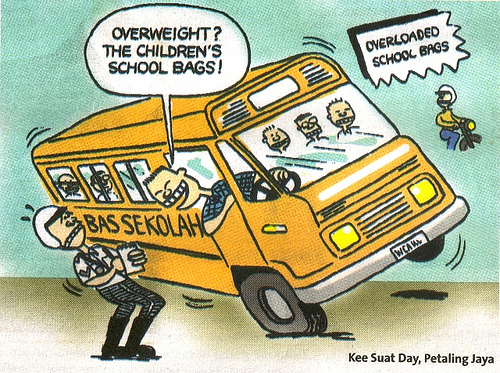 OVERWEIGHT?
THE CHILDREN'S
SCHOOL BAGS!
OVERLOADED
SCHOOL BAGS
BAS SEKOLAH
Kee Suat Day, Petaling Jaya